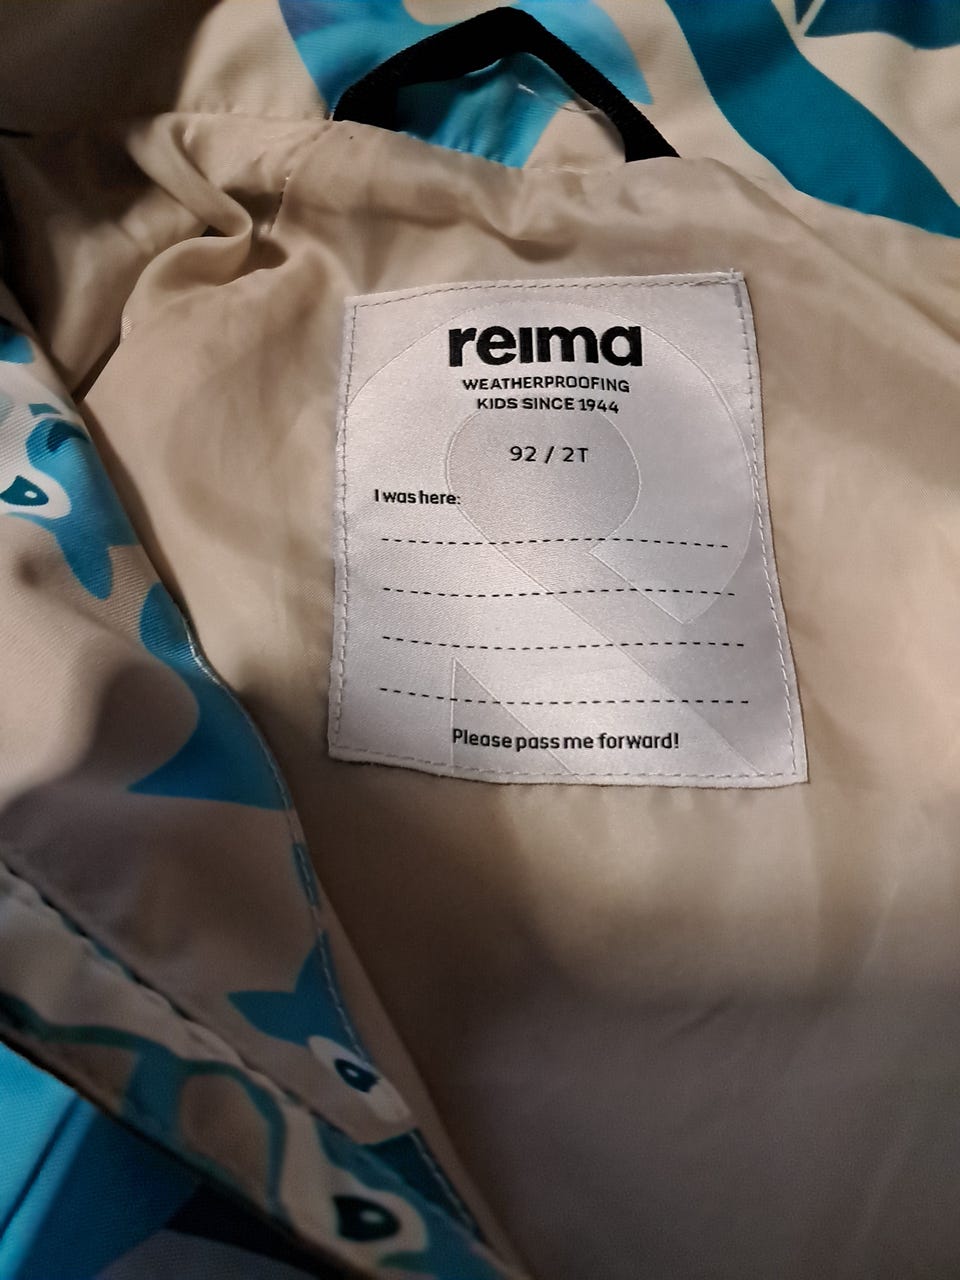 reima
WEATHERPROOFING
KIDS SINCE 1944
92 / 2T
I was here:
Please pass me forward!